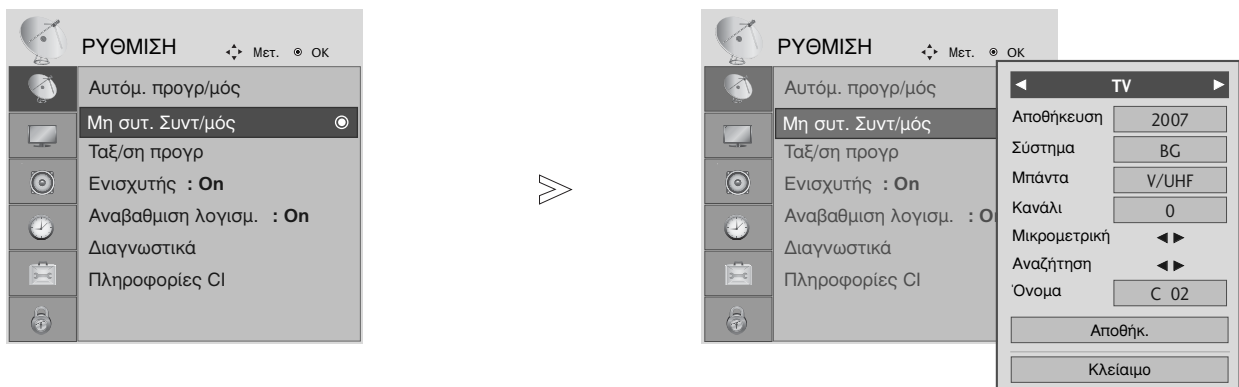 ΡΥΘΜΙΣΗ Μετ. OK
Αυτόμ. προγρ/μός
Μη συτ. Συντ/μός
Ταξ/ση προγρ
Ενισχυτής : On
Αναβαθμιση λογισμ. : On
Διαγνωστικά
Πληροφορίες CI
ΡΥΘΜΙΣΗ Μετ. OK
Αυτόμ. προγρ/μός
Μη συτ. Συντ/μός
Ταξ/ση προγρ
Ενισχυτής : On
Αναβαθμιση λογισμ. : O
Διαγνωστικά
Πληροφορίες CI
◄ TV ►
Αποθήκευση 2007
Σύστημα BG
Μπάντα V/UHF
Κανάλι 0
Μικρομετρική ◄ ►
Αναζήτηση ◄ ►
Όνομα C 02
Αποθήκ.
Κλείαιμο